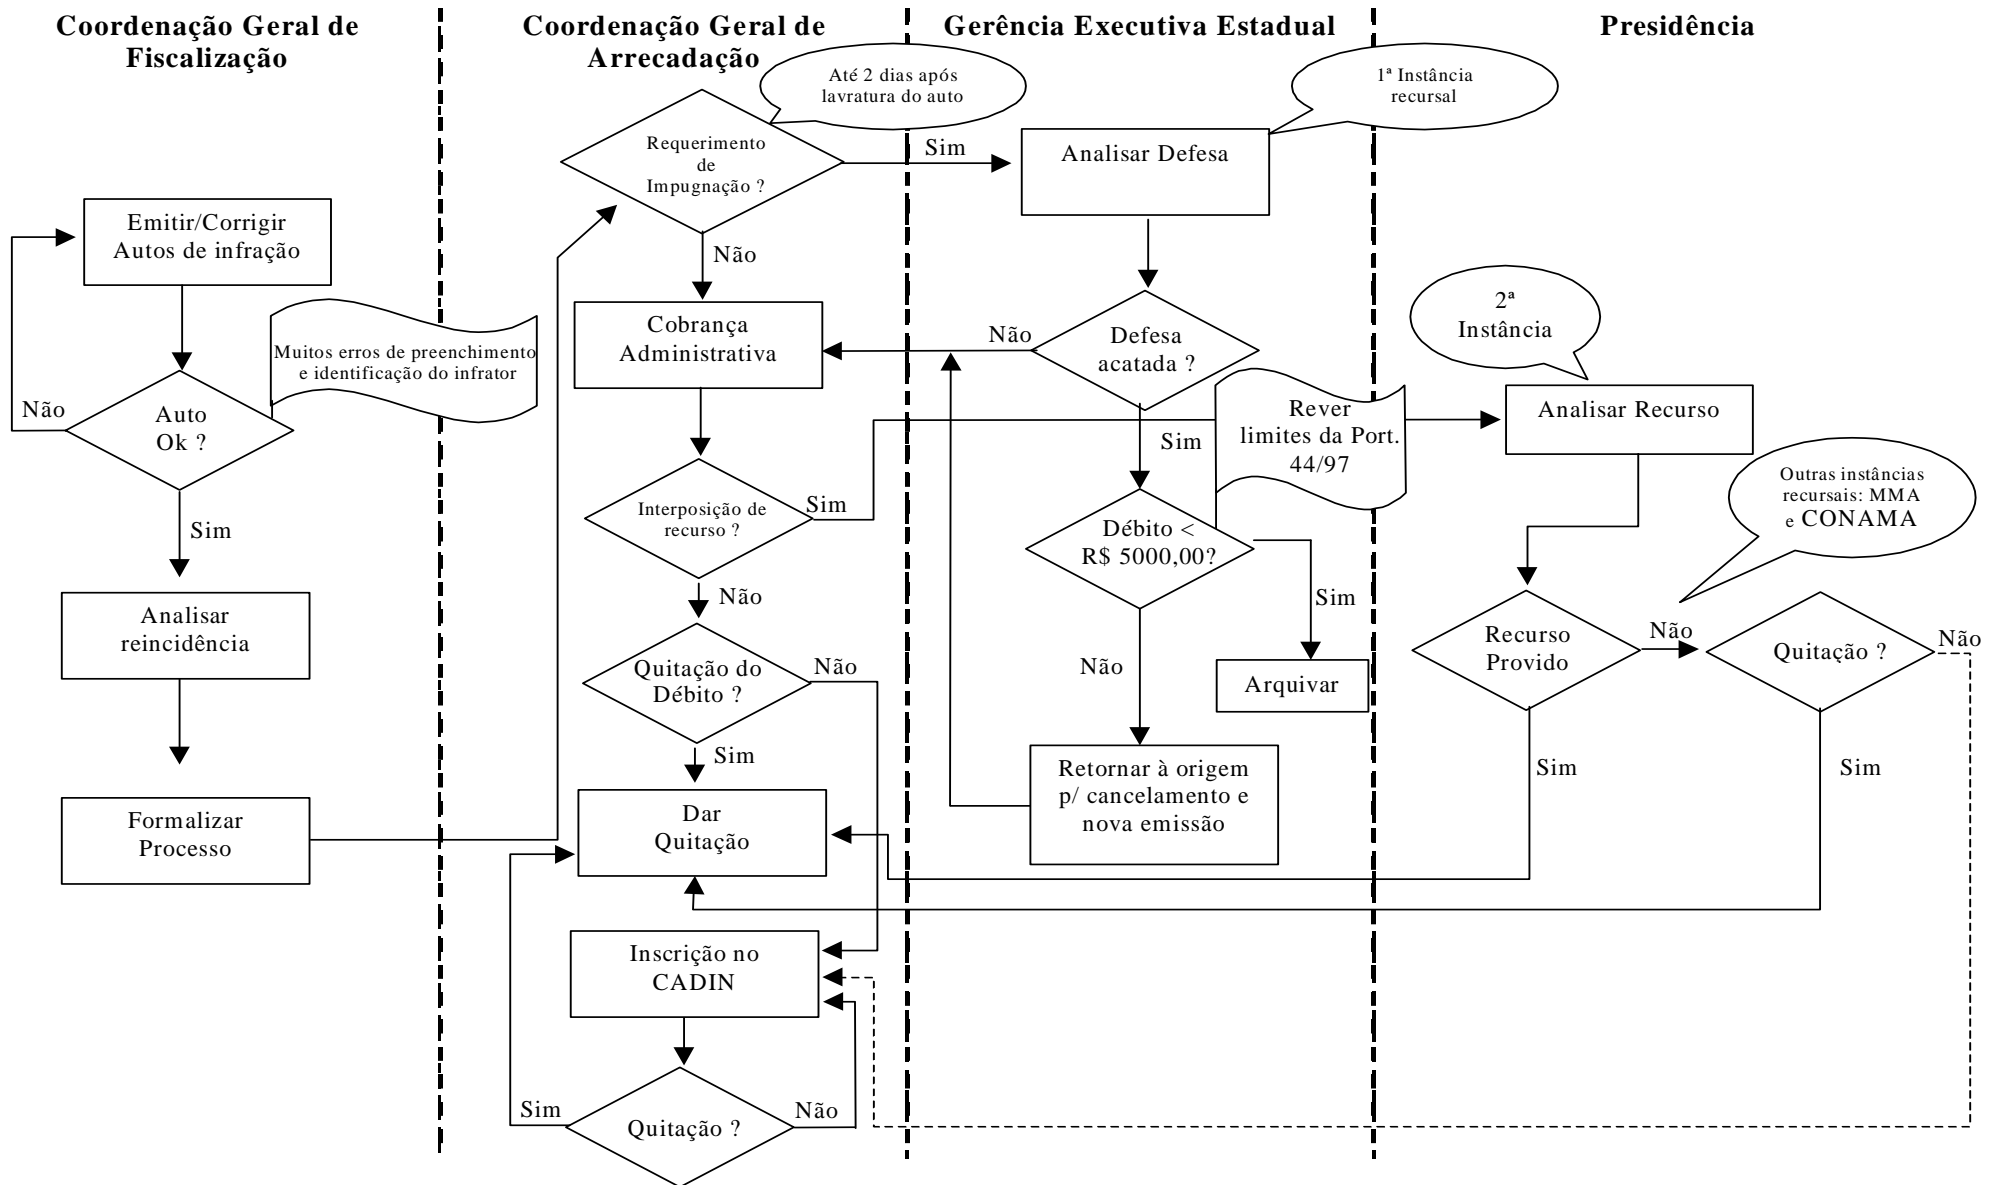 Coordenação Geral de
Fiscalização
Coordenação Geral de
Arrecadação
Gerência Executiva Estadual
Presidência
Até 2 dias após
lavratura do auto
1ª Instância
recursal
Requerimento
de
Impugnação ?
Sim
Analisar Defesa
Emitir/Corrigir
Autos de infração
Não
Muitos erros de preenchimento
e identificação do infrator
Cobrança
Administrativa
Não
Defesa
acatada ?
2ª
Instância
Não
Auto
Ok ?
Sim
Rever
limites da Port.
44/97
Analisar Recurso
Sim
Interposição de
recurso ?
Sim
Débito <
R$ 5000,00?
Outras instâncias
recursais: MMA
e CONAMA
Não
Sim
Analisar
reincidência
Quitação do
Débito ?
Não
Não
Arquivar
Recurso
Provido
Não
Quitação ?
Não
Sim
Retornar à origem
p/ cancelamento e
nova emissão
Sim
Sim
Formalizar
Processo
Dar
Quitação
Inscrição no
CADIN
Sim
Quitação ?
Não